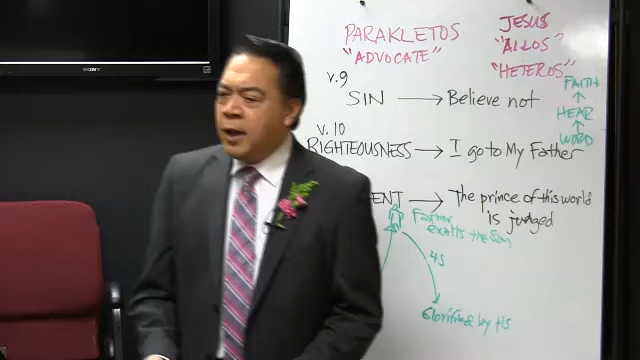 SONY
PARAKLETOS
"ADVOCATE"
JESUS
"ALLOS"
"HETEROS"
v.9
SIN → Believe not
FAITH
↑
HEAR
↑
WORD
v.10
RIGHTEOUSNESS → I go to My Father
ENT → The prince of this world
is judged
Father
exalts the Son
45
Glorified by HS